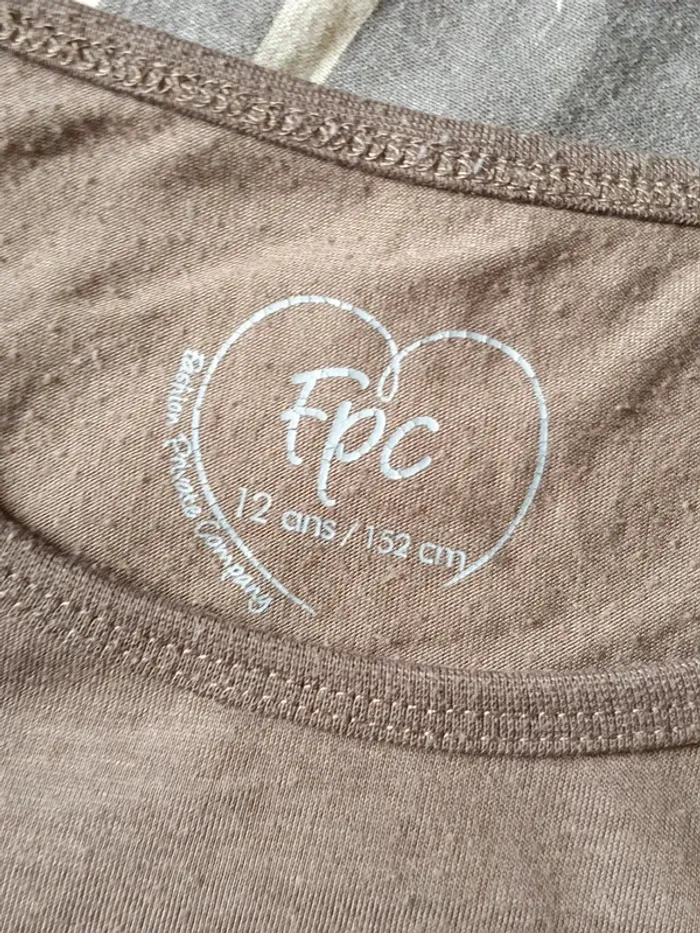 Fpc
12 ans / 152 cm
Fashion Private Company